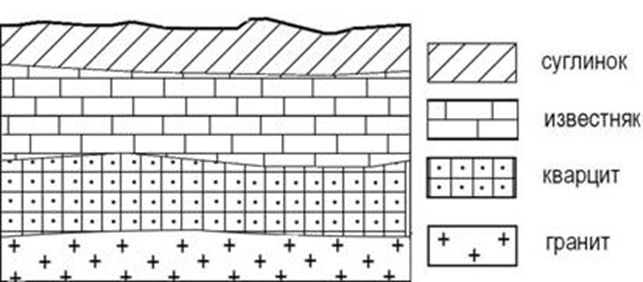 суглинок
известняк
кварцит
гранит